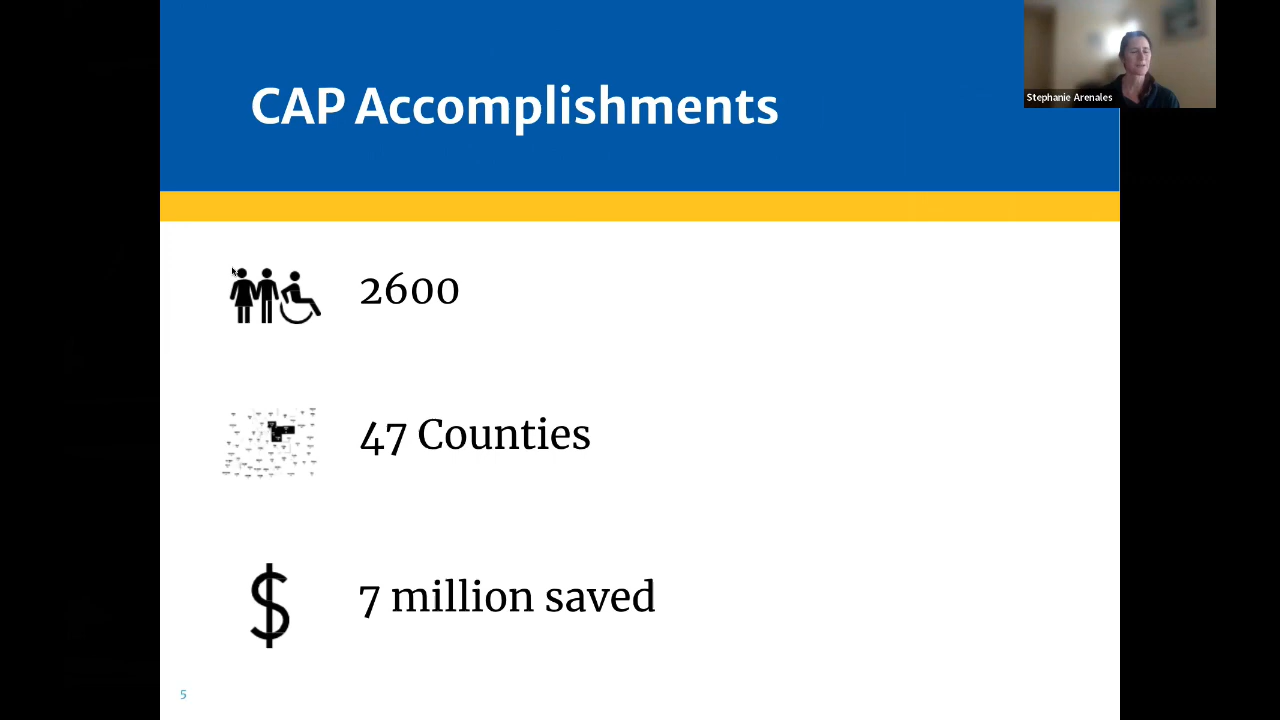 CAP Accomplishments
Stephanie Arenales
2600
47 Counties
$ 7 million saved
5